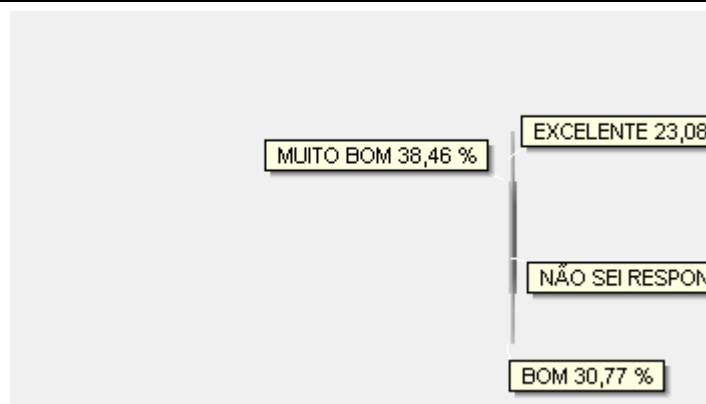 EXCELENTE 23,08
MUITO BOM 38,46 %
NÃO SEI RESPON
BOM 30,77 %